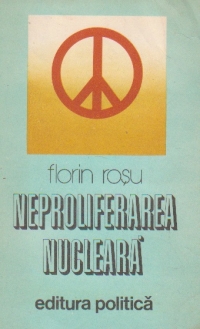 florin roșu
NEPROLIFERAREA
NUCLEARĂ
editura politică